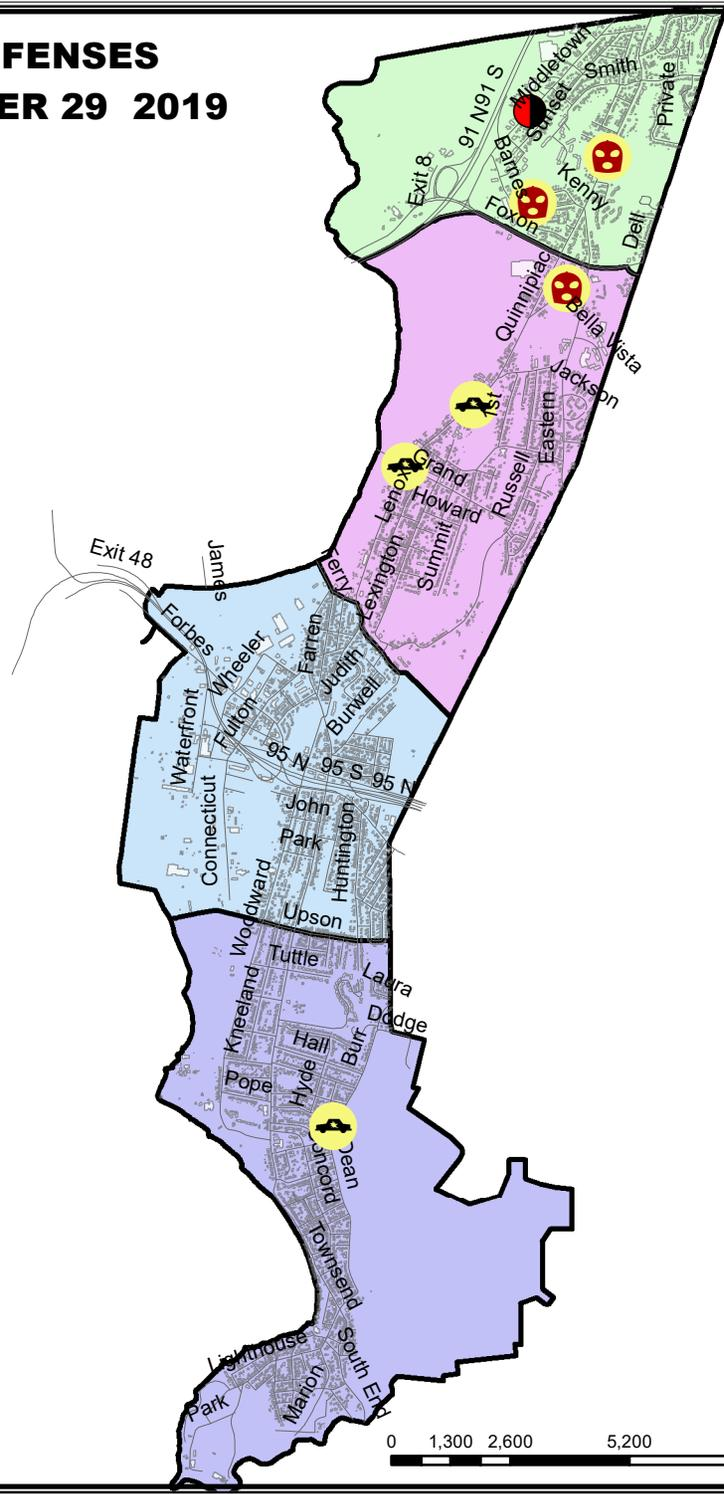 FENSES
ER 29 2019
Middletown
Smith
Private
91 N
91 S
Sunset
Exit 8
Barnes
Kenny
Foxon
Dell
Quinnipiac
Bella Vista
Jackson
1st
Eastern
Grand
Lenox
Howard
Russell
Summit
Lexington
Ferry
Exit 48
James
Forbes
Wheeler
Farren
Judith
Fulton
Burwell
Waterfront
95 N
95 S
95 N
Connecticut
John
Park
Huntington
Woodward
Upson
Tuttle
Laura
Kneeland
Dodge
Hall
Burr
Pope
Hyde
Concord
Dean
Townsend
Lighthouse
South End
Marion
Park
0 1,300 2,600 5,200